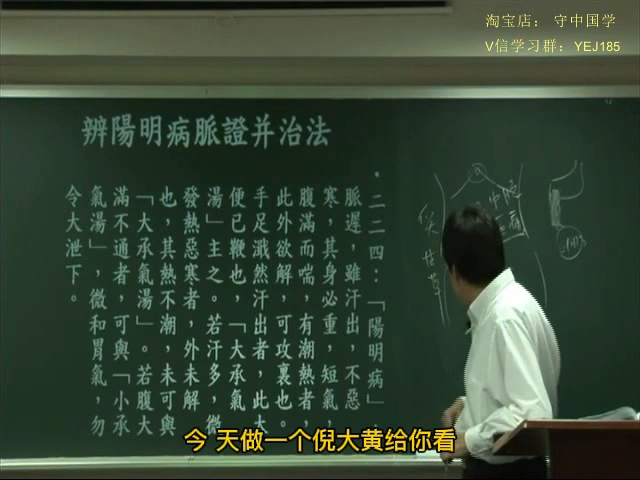 淘宝店： 守中国学
V信学习群：YEJ185
辨陽明病脈證并治法
．二二四：「陽明病」
脈遲，雖汗出，不惡
寒，其身必重，短氣，
腹滿而喘，有潮熱者，
此外欲解，可攻裏也。
手足濈然汗出者，此大
便已鞕也，「大承氣
湯」主之。若汗多，微
發熱惡寒者，外未解
也，其熱不潮，未可與
「大承氣湯」。若腹大
滿不通者，可與「小承
氣湯」，微和胃氣，勿
令大泄下。
中
病
今 天做一个倪大黄给你看